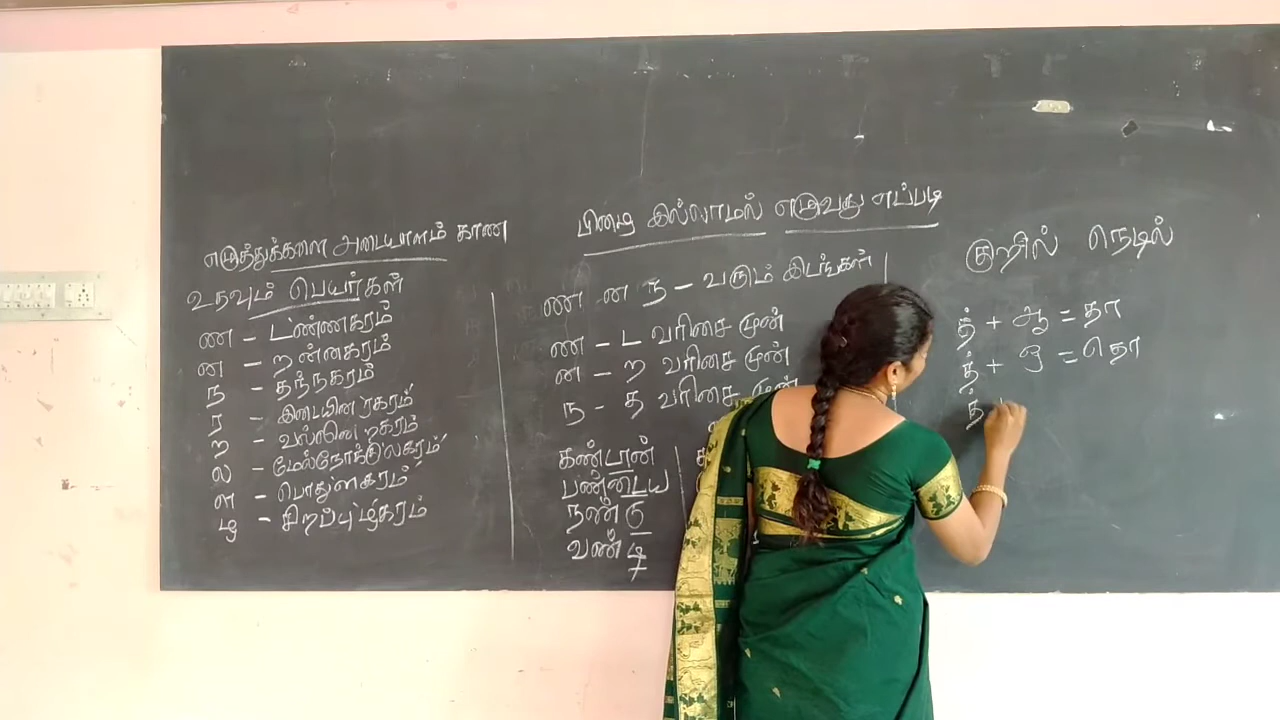 எழுத்துக்களை அடையாளம் காண
உதவும் பெயர்கள்
ண - டண்ணகரம்
ன - றன்னகரம்
ந - தந்நகரம்
ர - இடையின ரகரம்
ற - வல்லின றகரம்
ல - மேல்நோக்கு லகரம்
ள - பொது ளகரம்
ழ - சிறப்பு ழகரம்
பிழை இல்லாமல் எழுவது எப்படி
ண ன ந - வரும் இடங்கள்
ண - ட வரிசை முன்
ன - ற வரிசை முன்
ந - த வரிசை முன்
கண்டான்
பண்டைய
நண்டு
வண்டி
குறில் நெடில்
த் + ஆ = தா
த் + ஒ = தொ
த் +